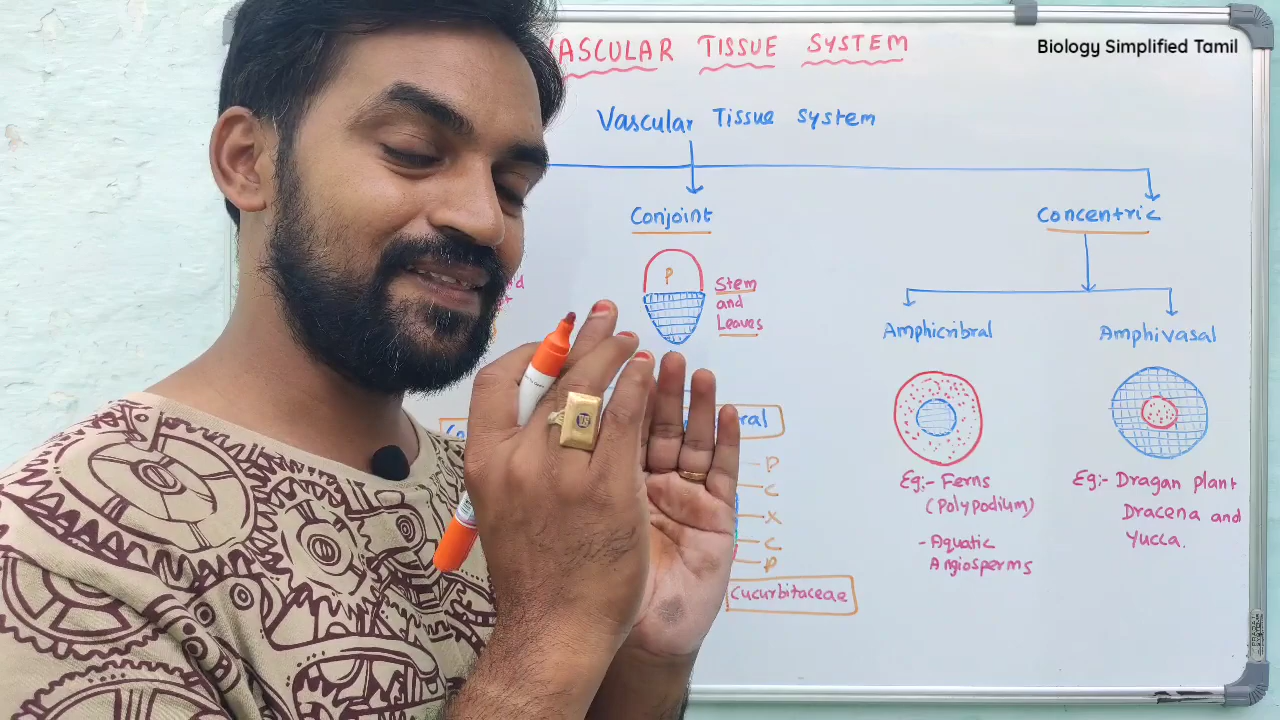 VASCULAR TISSUE SYSTEM
Biology Simplified Tamil
Vascular Tissue System
Conjoint
Concentric
P
Stem
and
Leaves
Amphicribral
Amphivasal
P
C
X
C
P
Cucurbitaceae
Eg:- Ferns
(Polypodium)
- Aquatic
Angiosperms
Eg:- Dragan plant
Dracena and
Yucca.